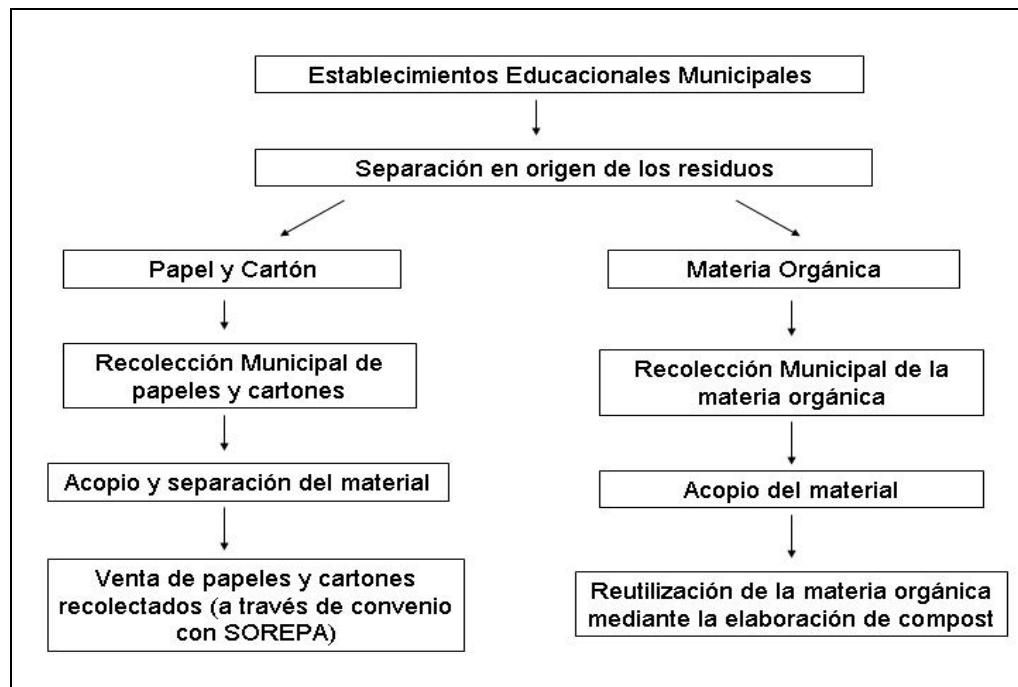 Establecimientos Educacionales Municipales
Separación en origen de los residuos
Papel y Cartón
Materia Orgánica
Recolección Municipal de
papeles y cartones
Recolección Municipal de la
materia orgánica
Acopio y separación del material
Acopio del material
Venta de papeles y cartones
recolectados (a través de convenio
con SOREPA)
Reutilización de la materia orgánica
mediante la elaboración de compost